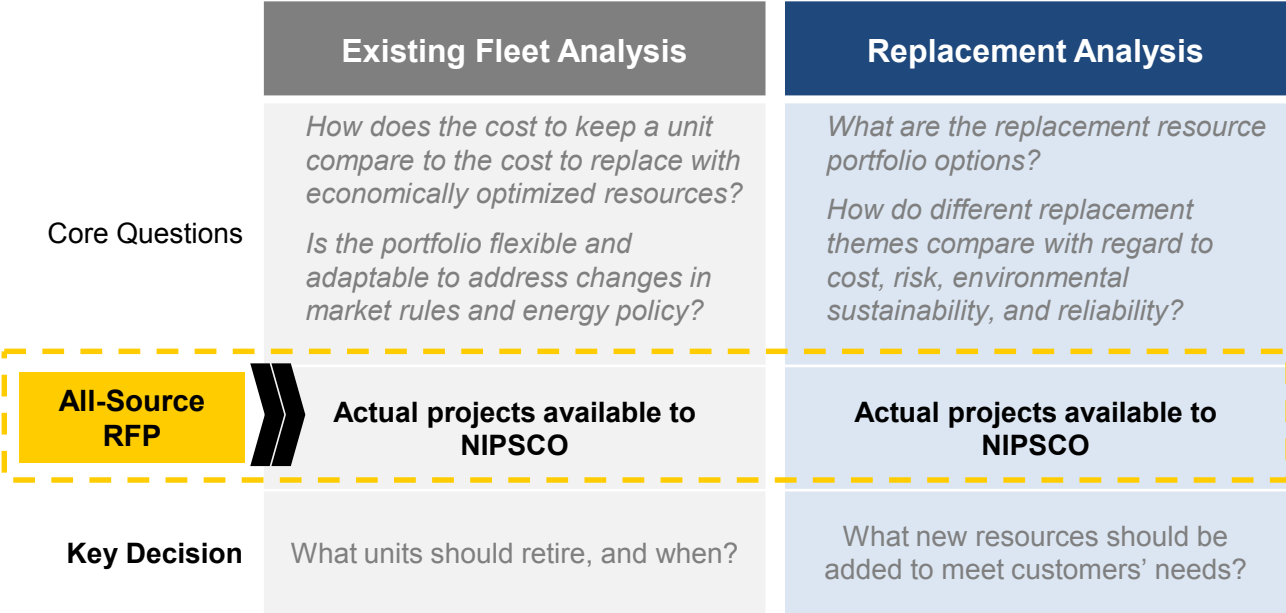 Existing Fleet Analysis
Replacement Analysis
Core Questions
How does the cost to keep a unit
compare to the cost to replace with
economically optimized resources?
Is the portfolio flexible and
adaptable to address changes in
market rules and energy policy?
What are the replacement resource
portfolio options?
How do different replacement
themes compare with regard to
cost, risk, environmental
sustainability, and reliability?
All-Source
RFP
Actual projects available to
NIPSCO
Actual projects available to
NIPSCO
Key Decision
What units should retire, and when?
What new resources should be
added to meet customers’ needs?